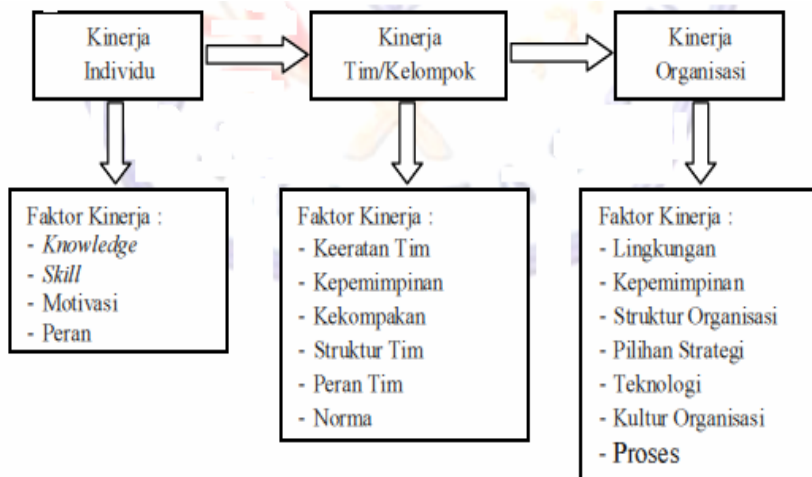 Kinerja
Individu
Kinerja
Tim/Kelompok
Kinerja
Organisasi
Faktor Kinerja :
- Knowledge
- Skill
- Motivasi
- Peran
Faktor Kinerja :
- Keeratan Tim
- Kepemimpinan
- Kekompakan
- Struktur Tim
- Peran Tim
- Norma
Faktor Kinerja :
- Lingkungan
- Kepemimpinan
- Struktur Organisasi
- Pilihan Strategi
- Teknologi
- Kultur Organisasi
- Proses